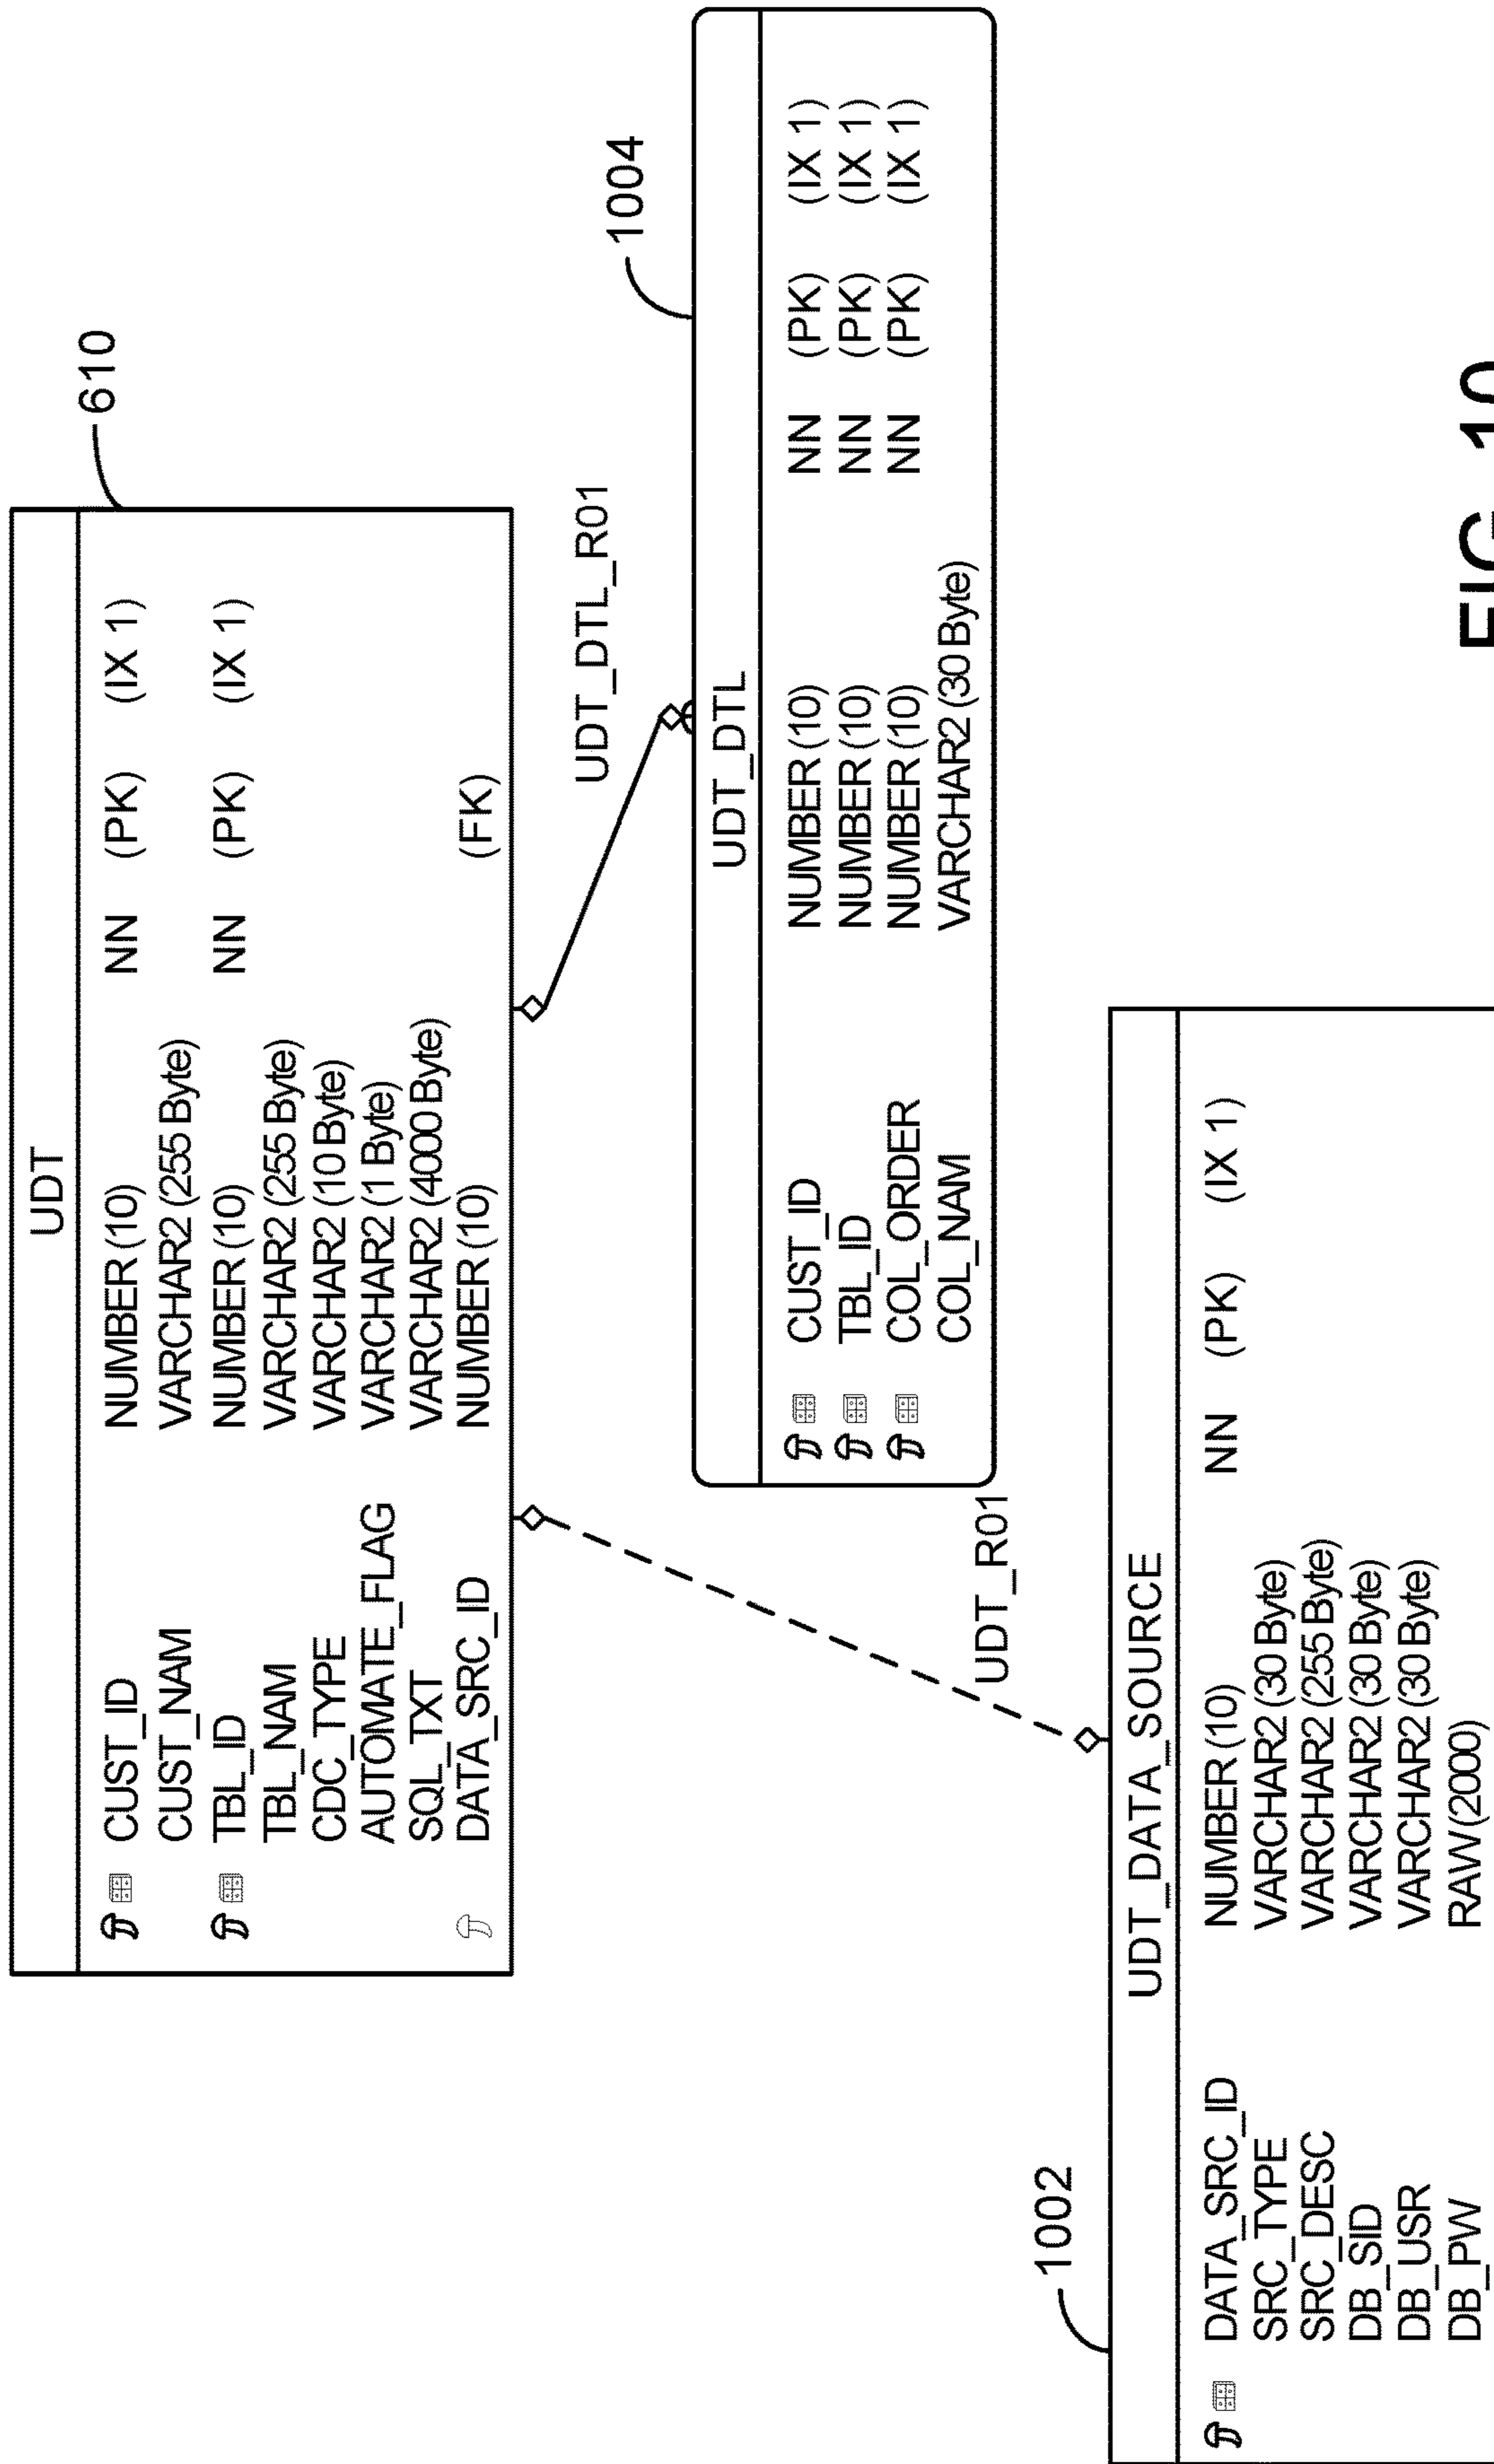 610
UDT
CUST_ID NUMBER (10) NN (PK) (IX 1)
CUST_NAM VARCHAR2 (255 Byte)
TBL_ID NUMBER (10) NN (PK) (IX 1)
TBL_NAM VARCHAR2 (255 Byte)
CDC_TYPE VARCHAR2 (10 Byte)
AUTOMATE_FLAG VARCHAR2 (1 Byte)
SQL_TXT VARCHAR2 (4000 Byte)
DATA_SRC_ID NUMBER (10) (FK)
UDT_DTL_R01
1004
UDT_DTL
CUST_ID NUMBER (10) NN (PK) (IX 1)
TBL_ID NUMBER (10) NN (PK) (IX 1)
COL_ORDER NUMBER (10) NN (PK) (IX 1)
COL_NAM VARCHAR2 (30 Byte)
UDT_R01
1002
UDT_DATA_SOURCE
DATA_SRC_ID NUMBER (10) NN (PK) (IX 1)
SRC_TYPE VARCHAR2 (30 Byte)
SRC_DESC VARCHAR2 (255 Byte)
DB_SID VARCHAR2 (30 Byte)
DB_USR VARCHAR2 (30 Byte)
DB_PW RAW (2000)
FIG. 10